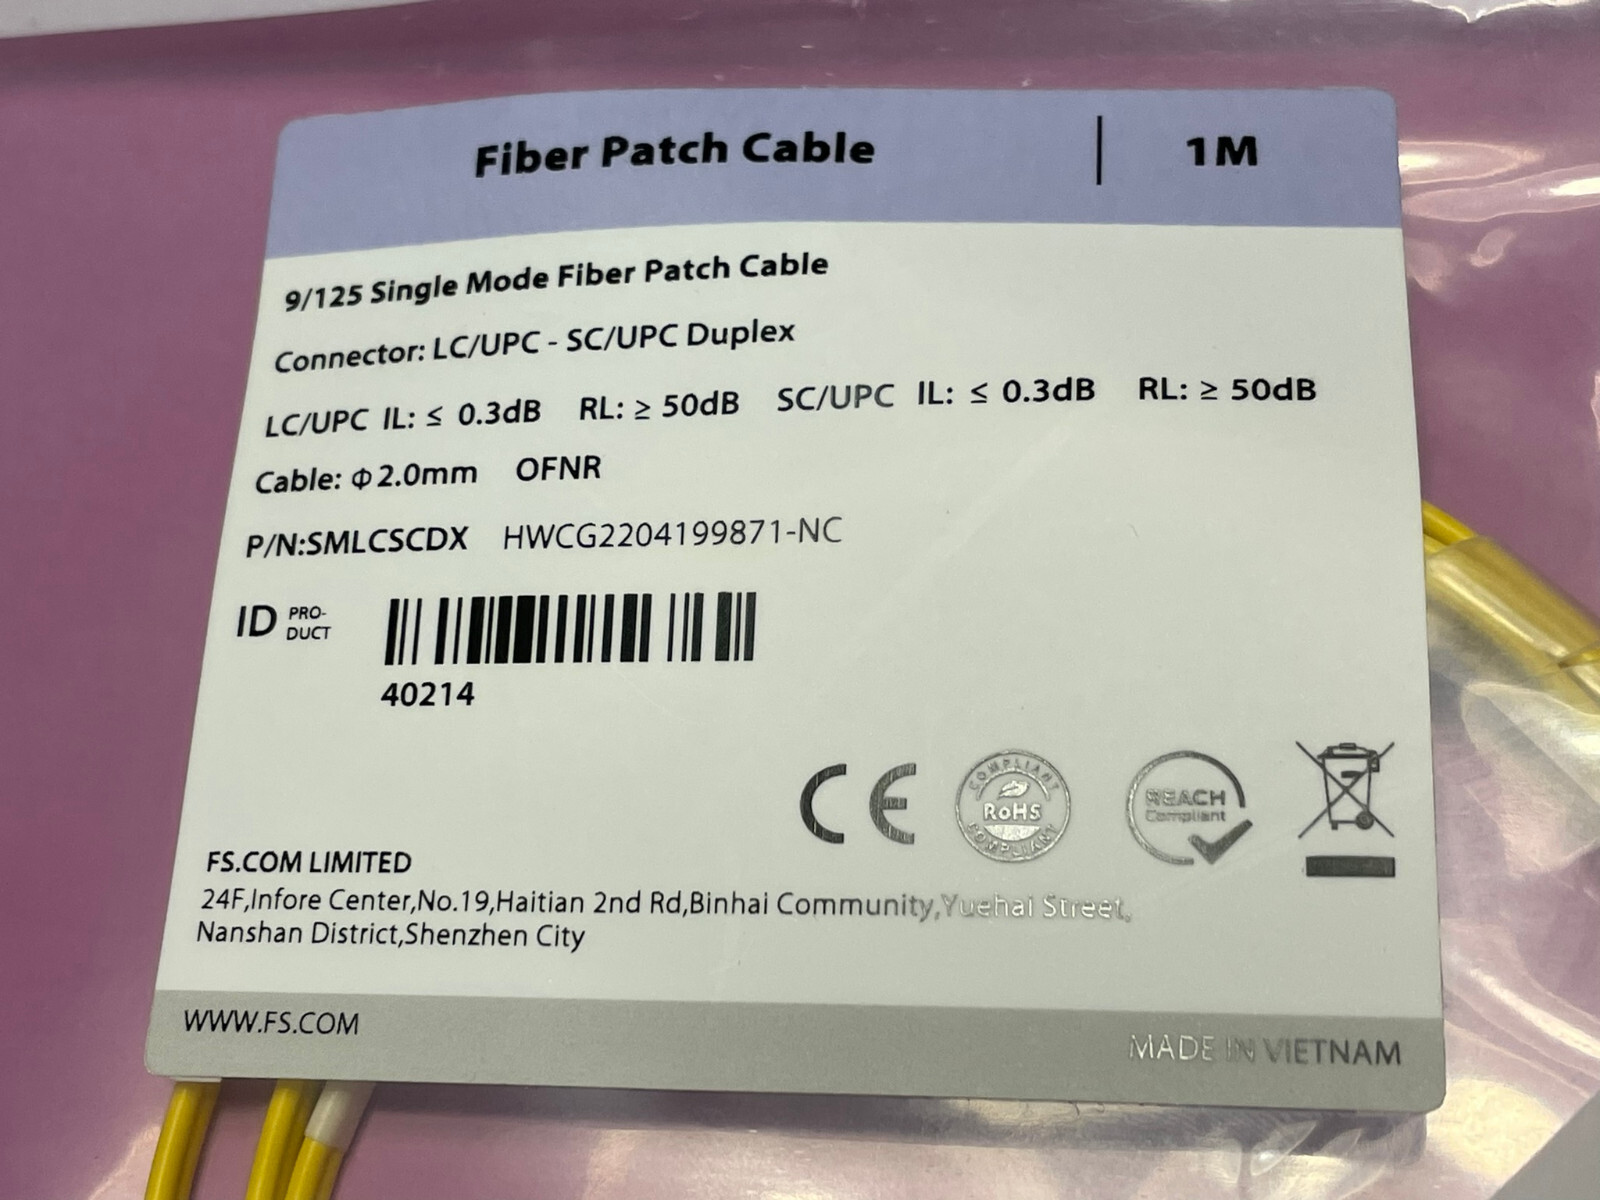 Fiber Patch Cable | 1M
9/125 Single Mode Fiber Patch Cable
Connector: LC/UPC - SC/UPC Duplex
LC/UPC IL: ≤ 0.3dB RL: ≥ 50dB SC/UPC IL: ≤ 0.3dB RL: ≥ 50dB
Cable: Φ2.0mm OFNR
P/N:SMLCSCDX HWCG2204199871-NC
ID PRO-
DUCT
40214
CE
COMPLIANT
RoHS
COMPLIANT
REACH
Compliant
FS.COM LIMITED
24F,Infore Center,No.19,Haitian 2nd Rd,Binhai Community,Yuehai Street,
Nanshan District,Shenzhen City
WWW.FS.COM
MADE IN VIETNAM